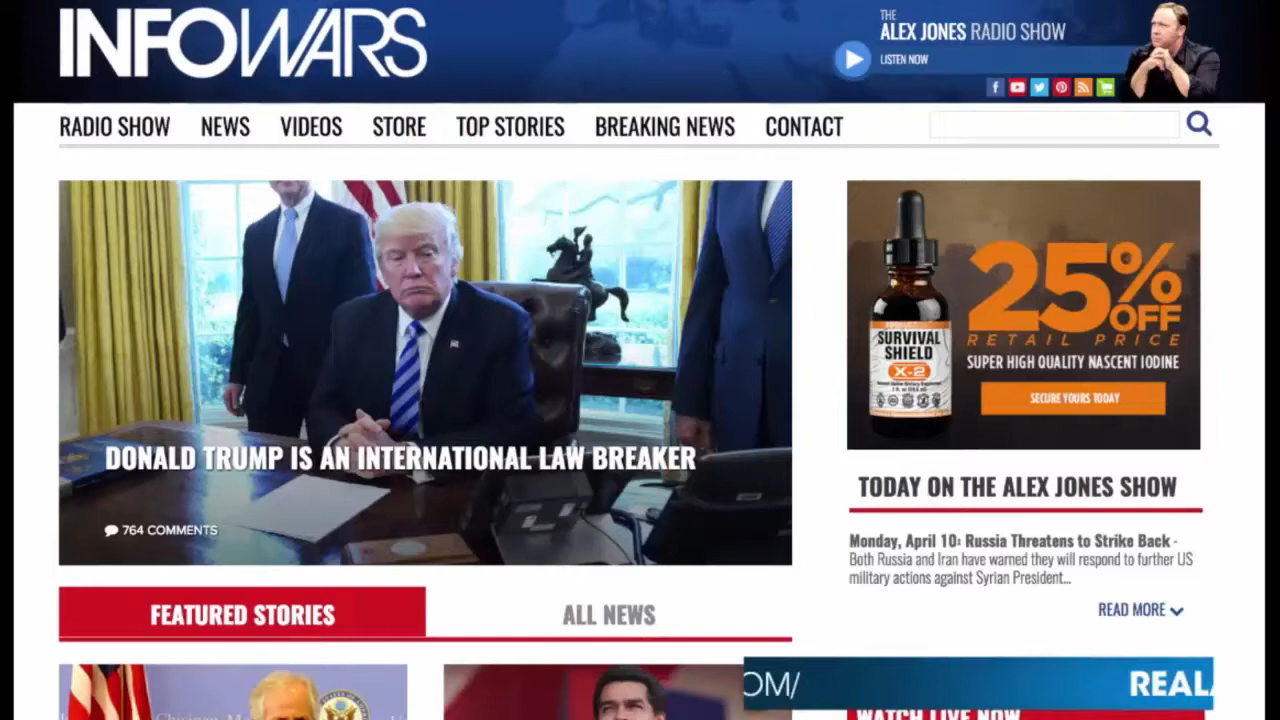 INFOWARS
THE
ALEX JONES RADIO SHOW
LISTEN NOW
RADIO SHOW NEWS VIDEOS STORE TOP STORIES BREAKING NEWS CONTACT
DONALD TRUMP IS AN INTERNATIONAL LAW BREAKER
764 COMMENTS
SURVIVAL
SHIELD
X-2
25%
OFF
RETAIL PRICE
SUPER HIGH QUALITY NASCENT IODINE
SECURE YOURS TODAY
TODAY ON THE ALEX JONES SHOW
Monday, April 10: Russia Threatens to Strike Back -
Both Russia and Iran have warned they will respond to further US
military actions against Syrian President...
READ MORE
FEATURED STORIES ALL NEWS
OM/ REAL
WATCH LIVE NOW